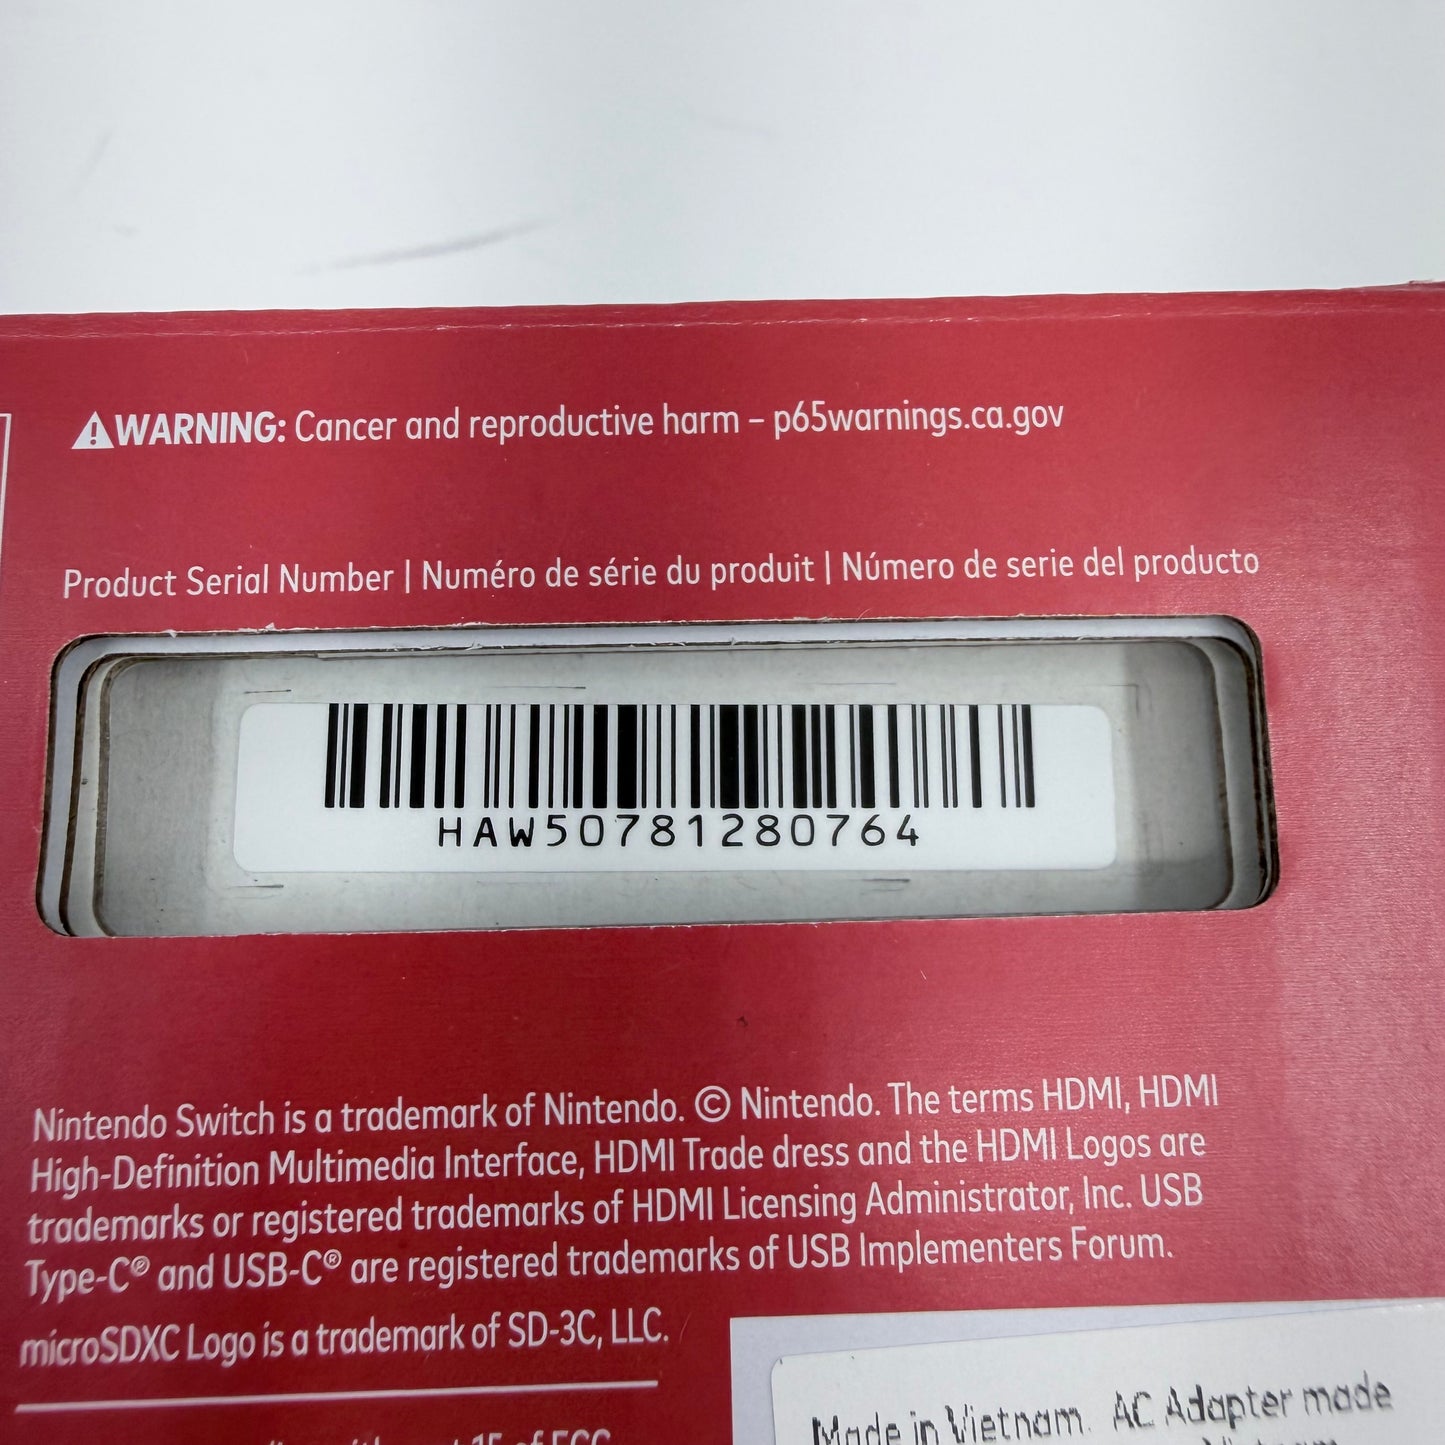 WARNING: Cancer and reproductive harm – p65warnings.ca.gov
Product Serial Number | Numéro de série du produit | Número de serie del producto
HAW50781280764
Nintendo Switch is a trademark of Nintendo. © Nintendo. The terms HDMI, HDMI
High-Definition Multimedia Interface, HDMI Trade dress and the HDMI Logos are
trademarks or registered trademarks of HDMI Licensing Administrator, Inc. USB
Type-C® and USB-C® are registered trademarks of USB Implementers Forum.
microSDXC Logo is a trademark of SD-3C, LLC.
15 of FCC
Made in Vietnam. AC Adapter made
Vietnam